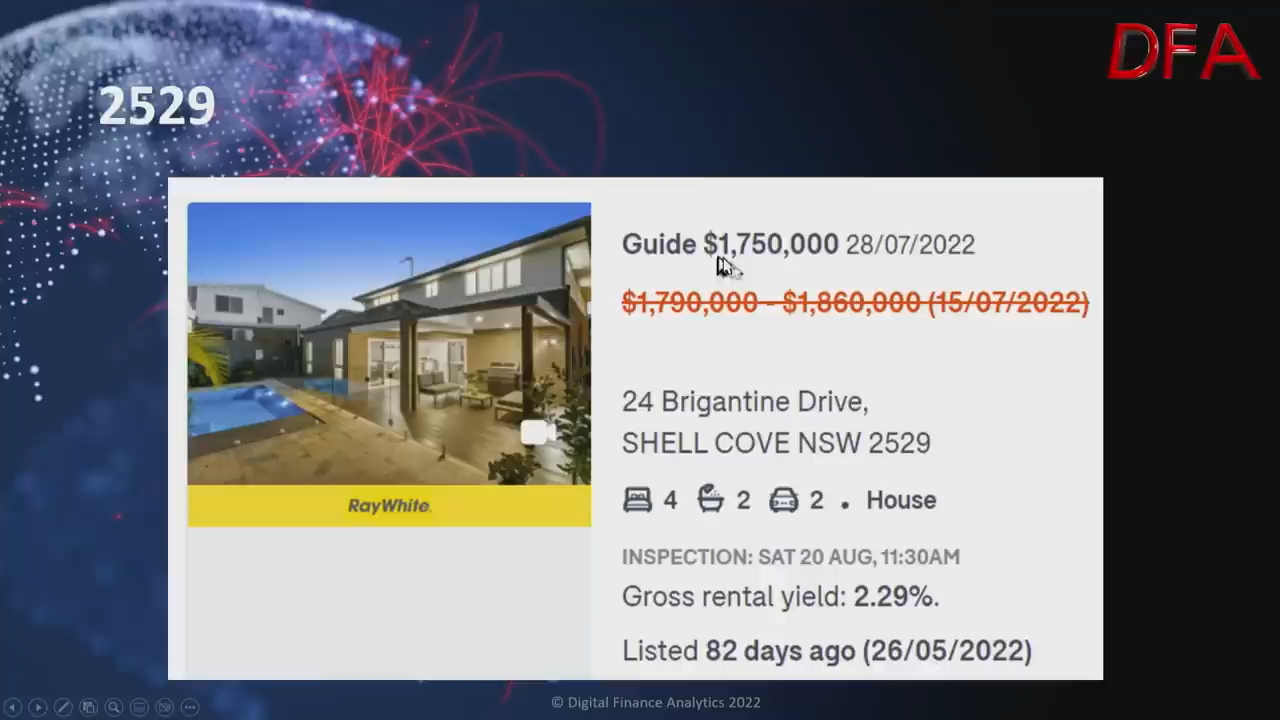 DFA
2529
Guide $1,750,000 28/07/2022
$1,790,000 - $1,860,000 (15/07/2022)
24 Brigantine Drive,
SHELL COVE NSW 2529
4 2 2 . House
INSPECTION: SAT 20 AUG, 11:30AM
Gross rental yield: 2.29%.
Listed 82 days ago (26/05/2022)
RayWhite.
© Digital Finance Analytics 2022